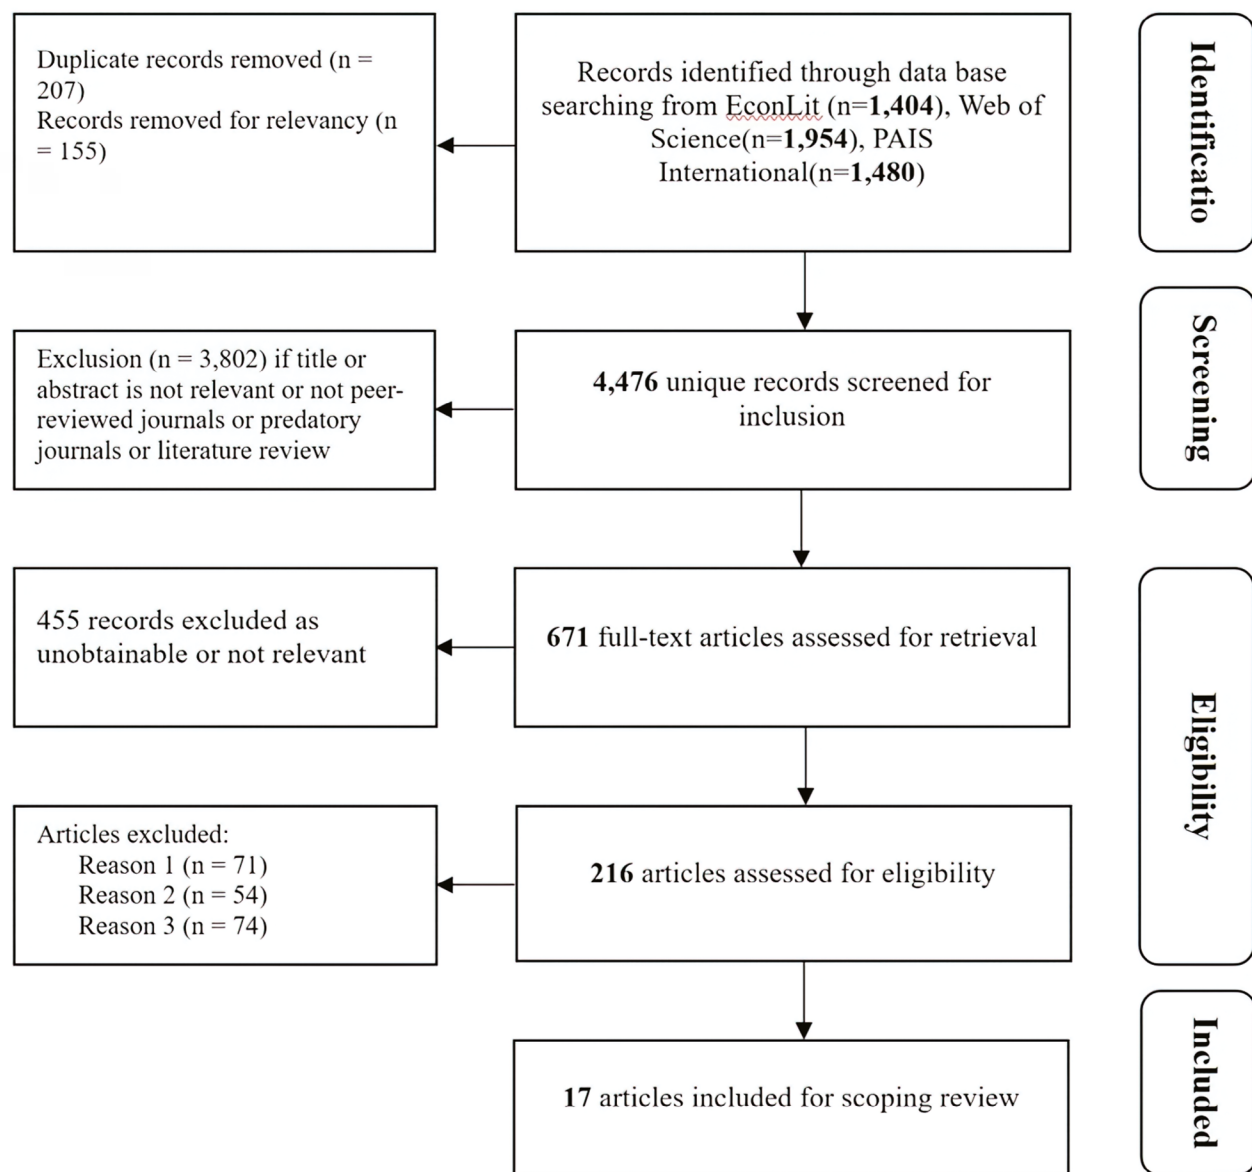 Duplicate records removed (n =
207)
Records removed for relevancy (n
= 155)
Records identified through data base
searching from EconLit (n=1,404), Web of
Science(n=1,954), PAIS
International(n=1,480)
Identificatio
Exclusion (n = 3,802) if title or
abstract is not relevant or not peer-
reviewed journals or predatory
journals or literature review
4,476 unique records screened for
inclusion
Screening
455 records excluded as
unobtainable or not relevant
671 full-text articles assessed for retrieval
Articles excluded:
Reason 1 (n = 71)
Reason 2 (n = 54)
Reason 3 (n = 74)
216 articles assessed for eligibility
Eligibility
17 articles included for scoping review
Included